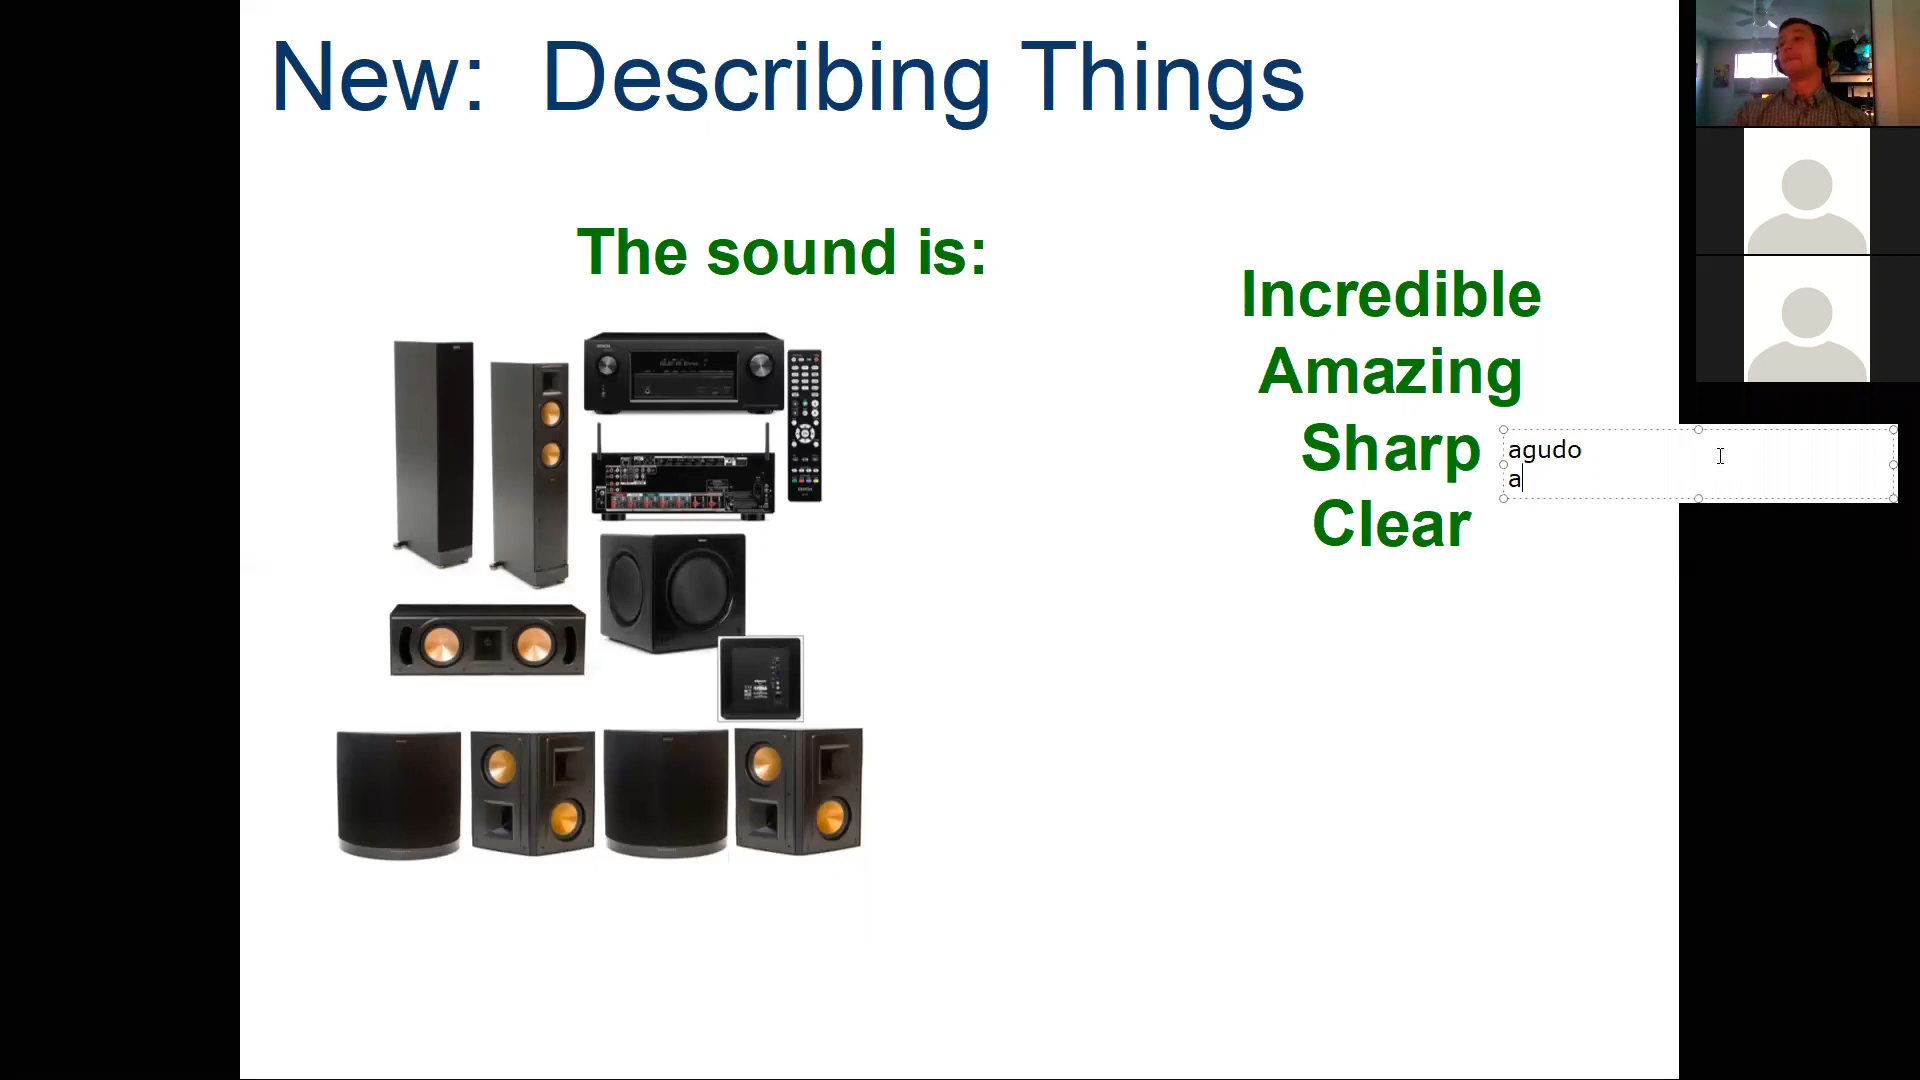 New: Describing Things
The sound is:
Incredible
Amazing
Sharp
Clear
agudo
a